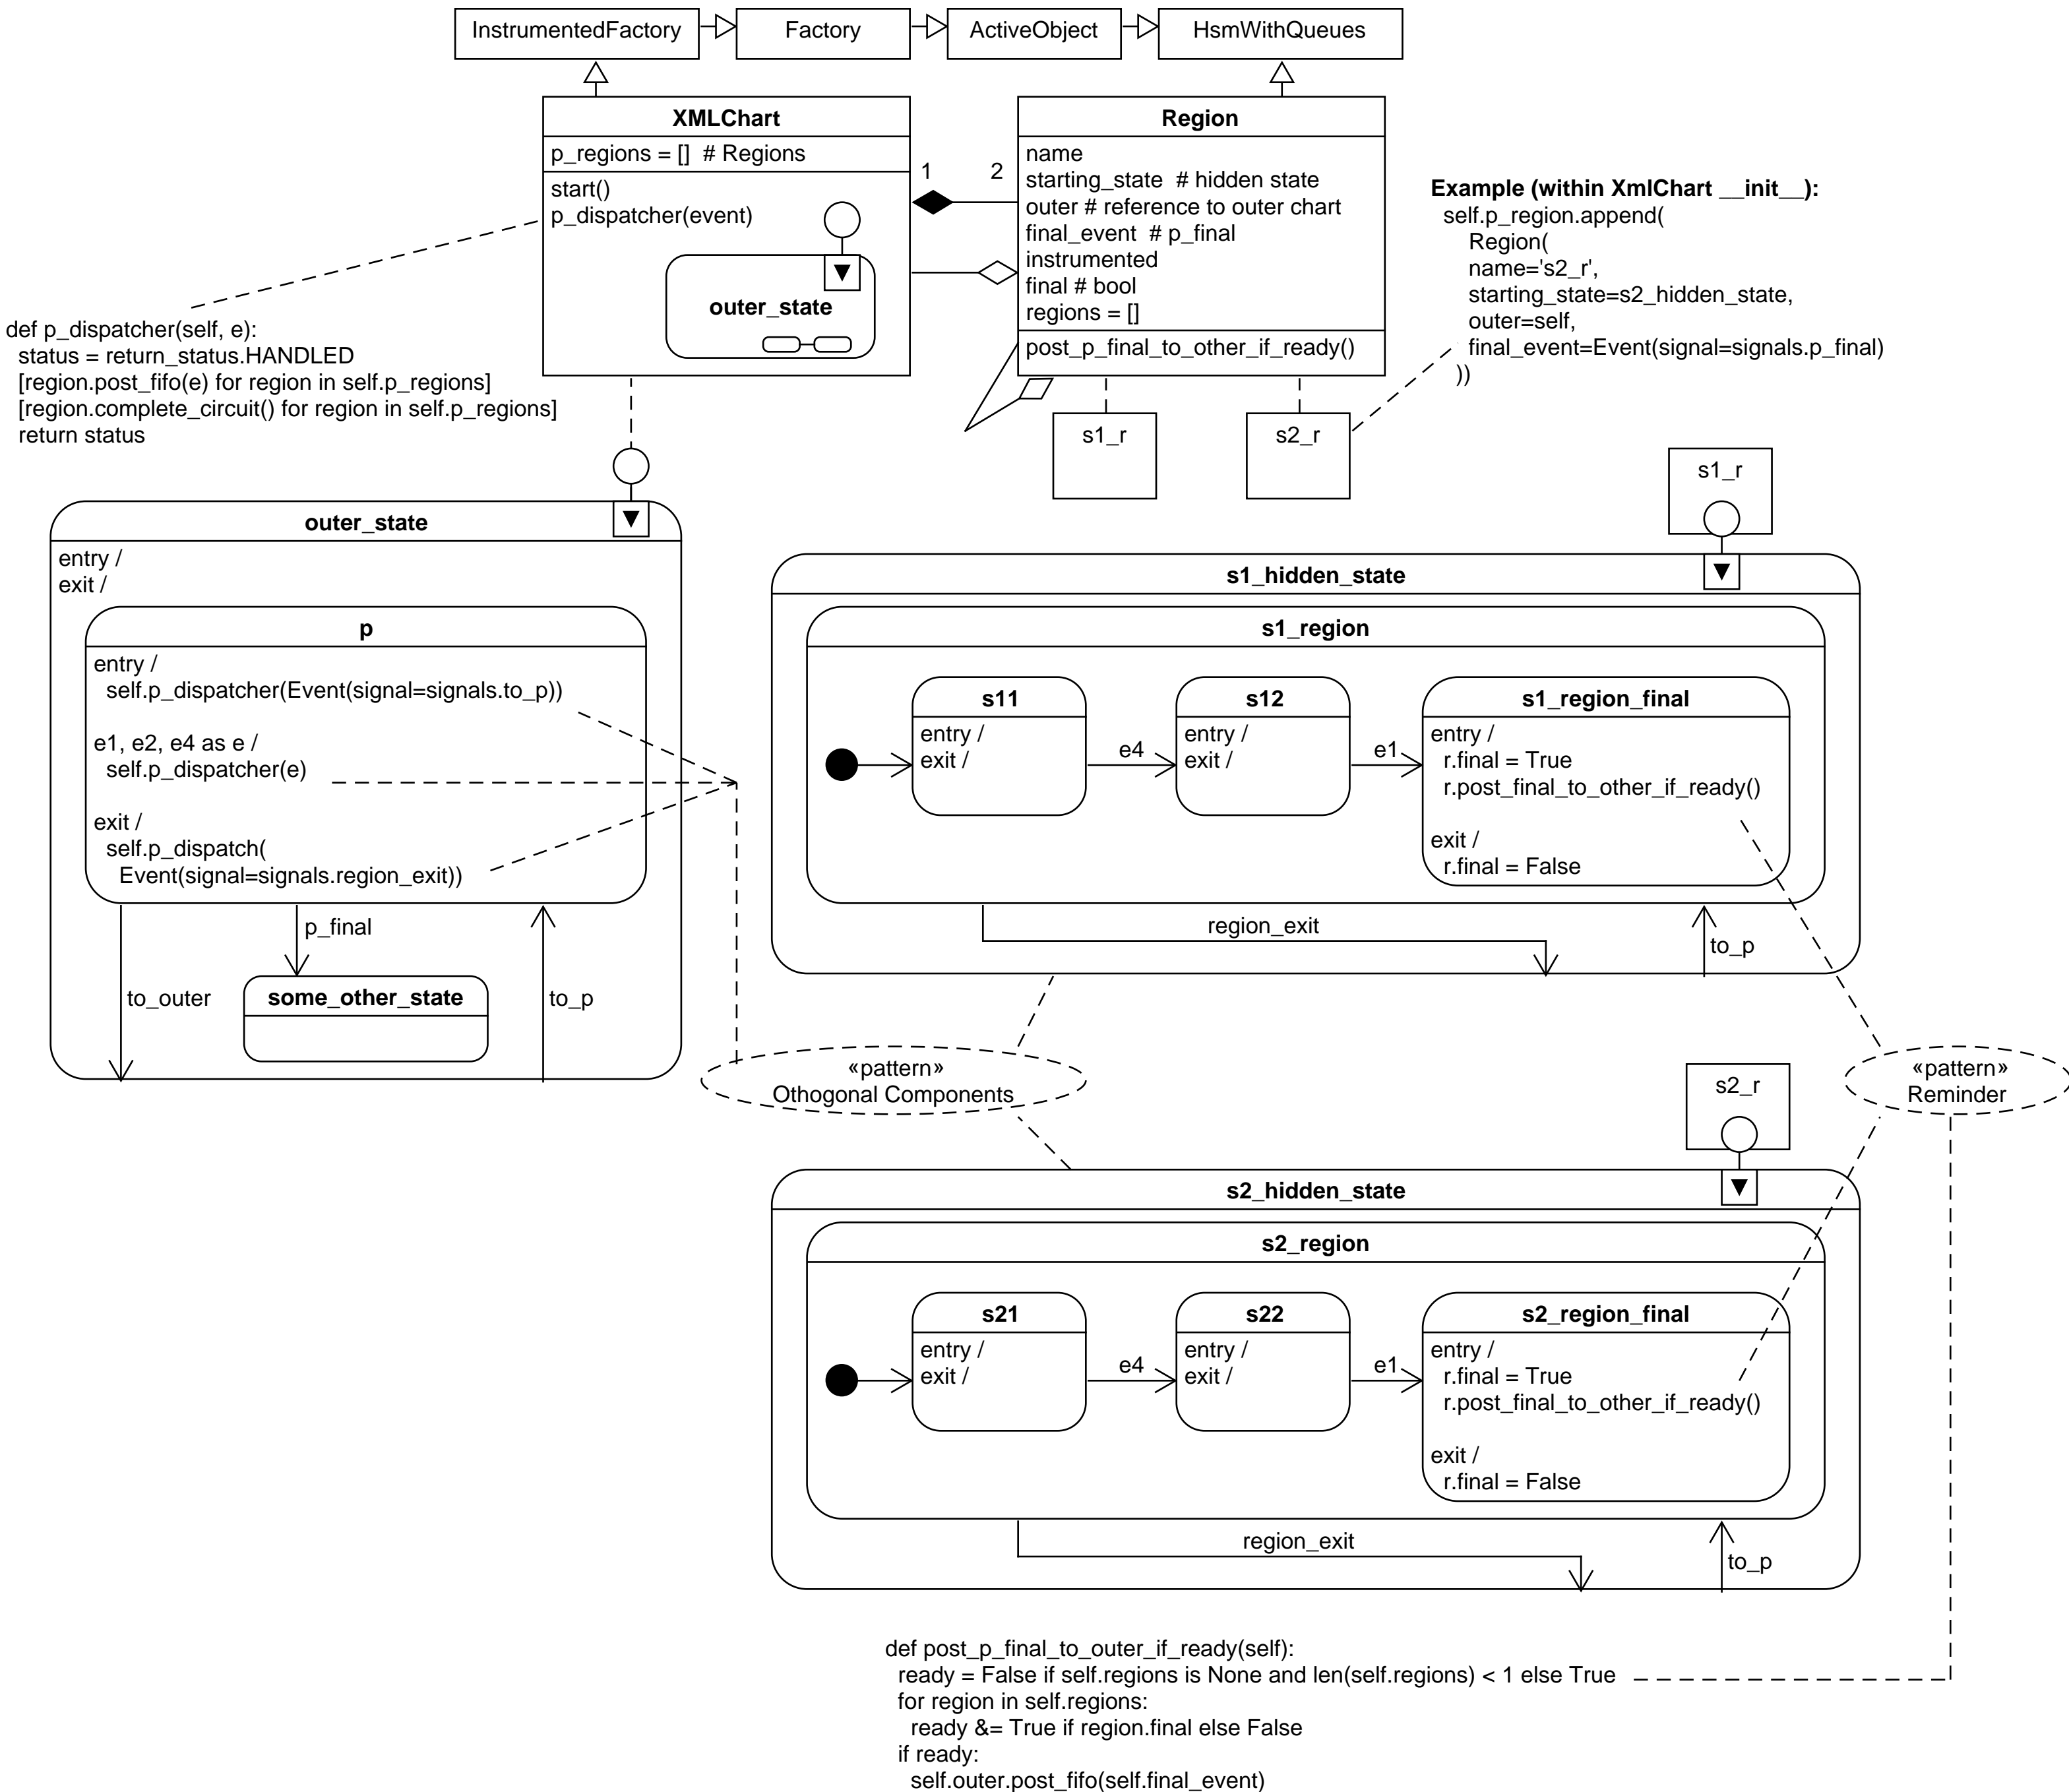 InstrumentedFactory
Factory
ActiveObject
HsmWithQueues
XMLChart
p_regions = []  # Regions
start()
p_dispatcher(event)
outer_state
1
2
Region
name
starting_state  # hidden state
outer # reference to outer chart
final_event  # p_final
instrumented
final # bool
regions = []
post_p_final_to_other_if_ready()
Example (within XmlChart __init__):
self.p_region.append(
Region(
name='s2_r',
starting_state=s2_hidden_state,
outer=self,
final_event=Event(signal=signals.p_final)
))
def p_dispatcher(self, e):
status = return_status.HANDLED
[region.post_fifo(e) for region in self.p_regions]
[region.complete_circuit() for region in self.p_regions]
return status
s1_r
s2_r
outer_state
entry /
exit /
p
entry /
self.p_dispatcher(Event(signal=signals.to_p))
e1, e2, e4 as e /
self.p_dispatcher(e)
exit /
self.p_dispatch(
Event(signal=signals.region_exit))
to_outer
p_final
some_other_state
to_p
s1_r
s1_hidden_state
s1_region
s11
entry /
exit /
e4
s12
entry /
exit /
e1
s1_region_final
entry /
r.final = True
r.post_final_to_other_if_ready()
exit /
r.final = False
region_exit
to_p
«pattern»
Othogonal Components
«pattern»
Reminder
s2_r
s2_hidden_state
s2_region
s21
entry /
exit /
e4
s22
entry /
exit /
e1
s2_region_final
entry /
r.final = True
r.post_final_to_other_if_ready()
exit /
r.final = False
region_exit
to_p
def post_p_final_to_outer_if_ready(self):
ready = False if self.regions is None and len(self.regions) < 1 else True
for region in self.regions:
ready &= True if region.final else False
if ready:
self.outer.post_fifo(self.final_event)